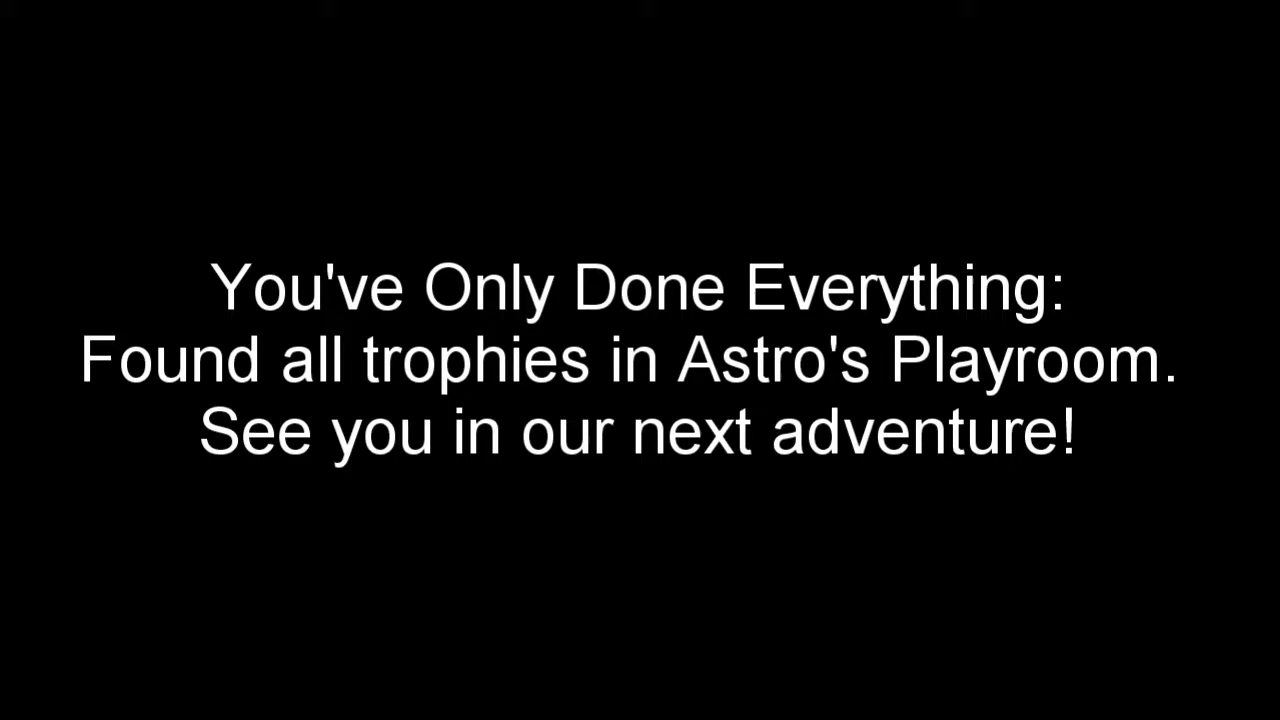 You've Only Done Everything:
Found all trophies in Astro's Playroom.
See you in our next adventure!